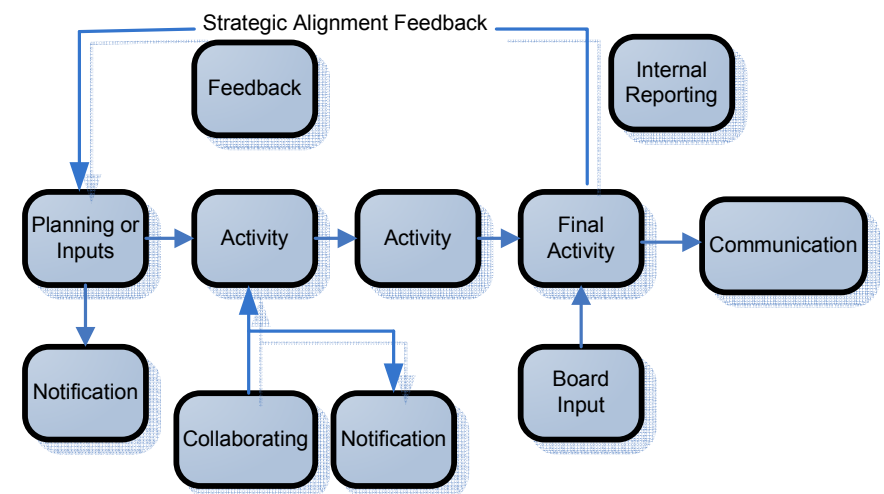 Strategic Alignment Feedback
Feedback
Internal
Reporting
Planning or
Inputs
Activity
Activity
Final
Activity
Communication
Notification
Collaborating
Notification
Board
Input